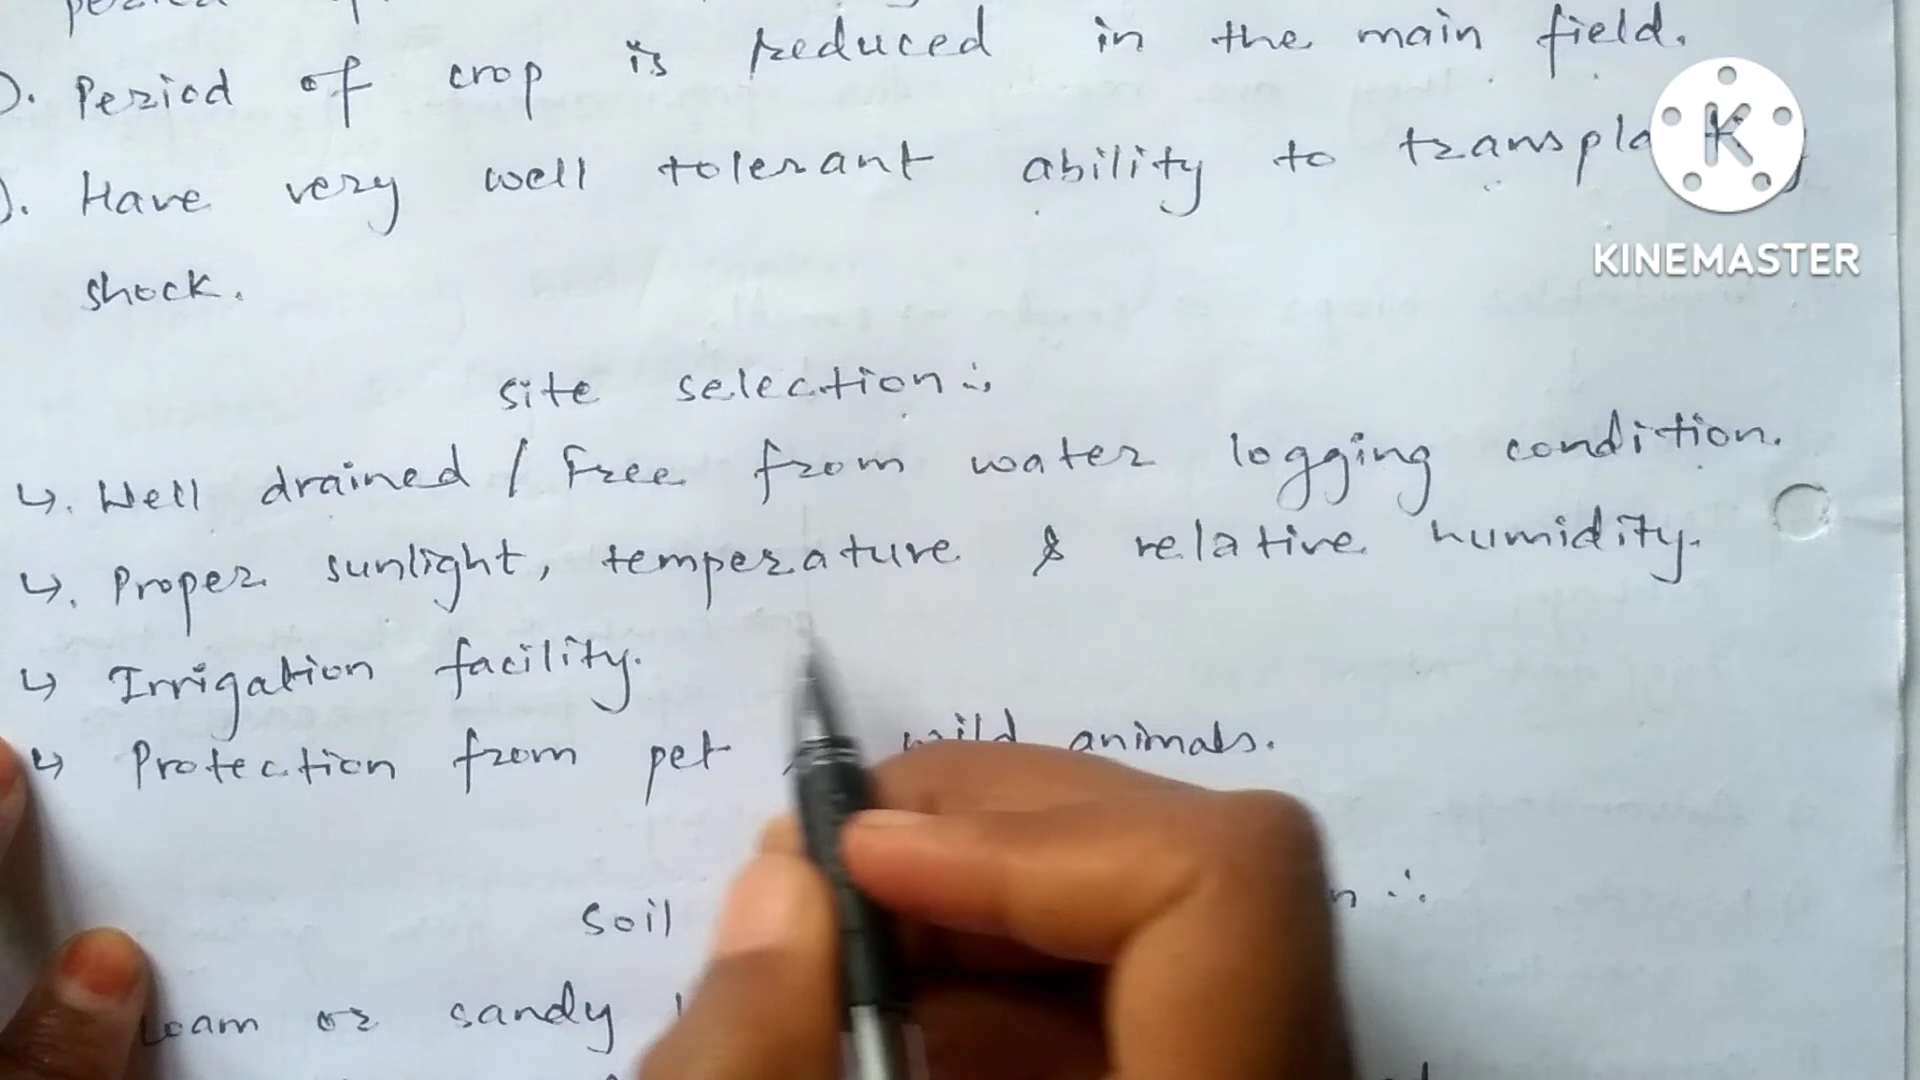 ). Period of crop is reduced in the main field.
). Have very well tolerant ability to
shock.
site selection:
↳. Well drained / Free from water logging condition.
↳. Proper sunlight, temperature & relative humidity.
↳ Irrigation facility.
↳ Protection from pet wild animals.
soil
Loam or sandy
K
KINEMASTER